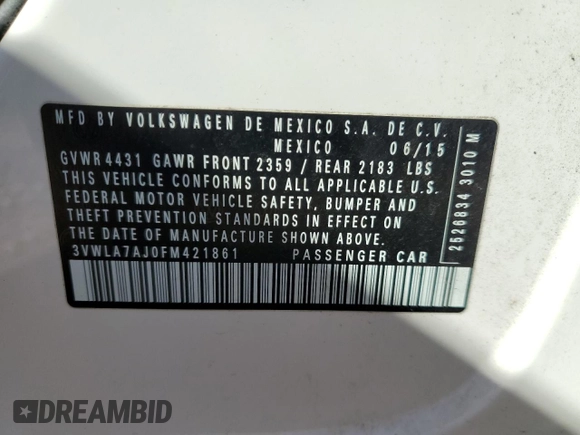 MFD. BY VOLKSWAGEN DE MEXICO S.A. DE C.V.
MEXICO 06/15
GVWR 4431 GAWR FRONT 2359 / REAR 2183 LBS
THIS VEHICLE CONFORMS TO ALL APPLICABLE U.S.
FEDERAL MOTOR VEHICLE SAFETY, BUMPER AND
THEFT PREVENTION STANDARDS IN EFFECT ON
THE DATE OF MANUFACTURE SHOWN ABOVE.
3VWLA7AJ0FM421861 PASSENGER CAR
2526834 3010 M
DREAMBID